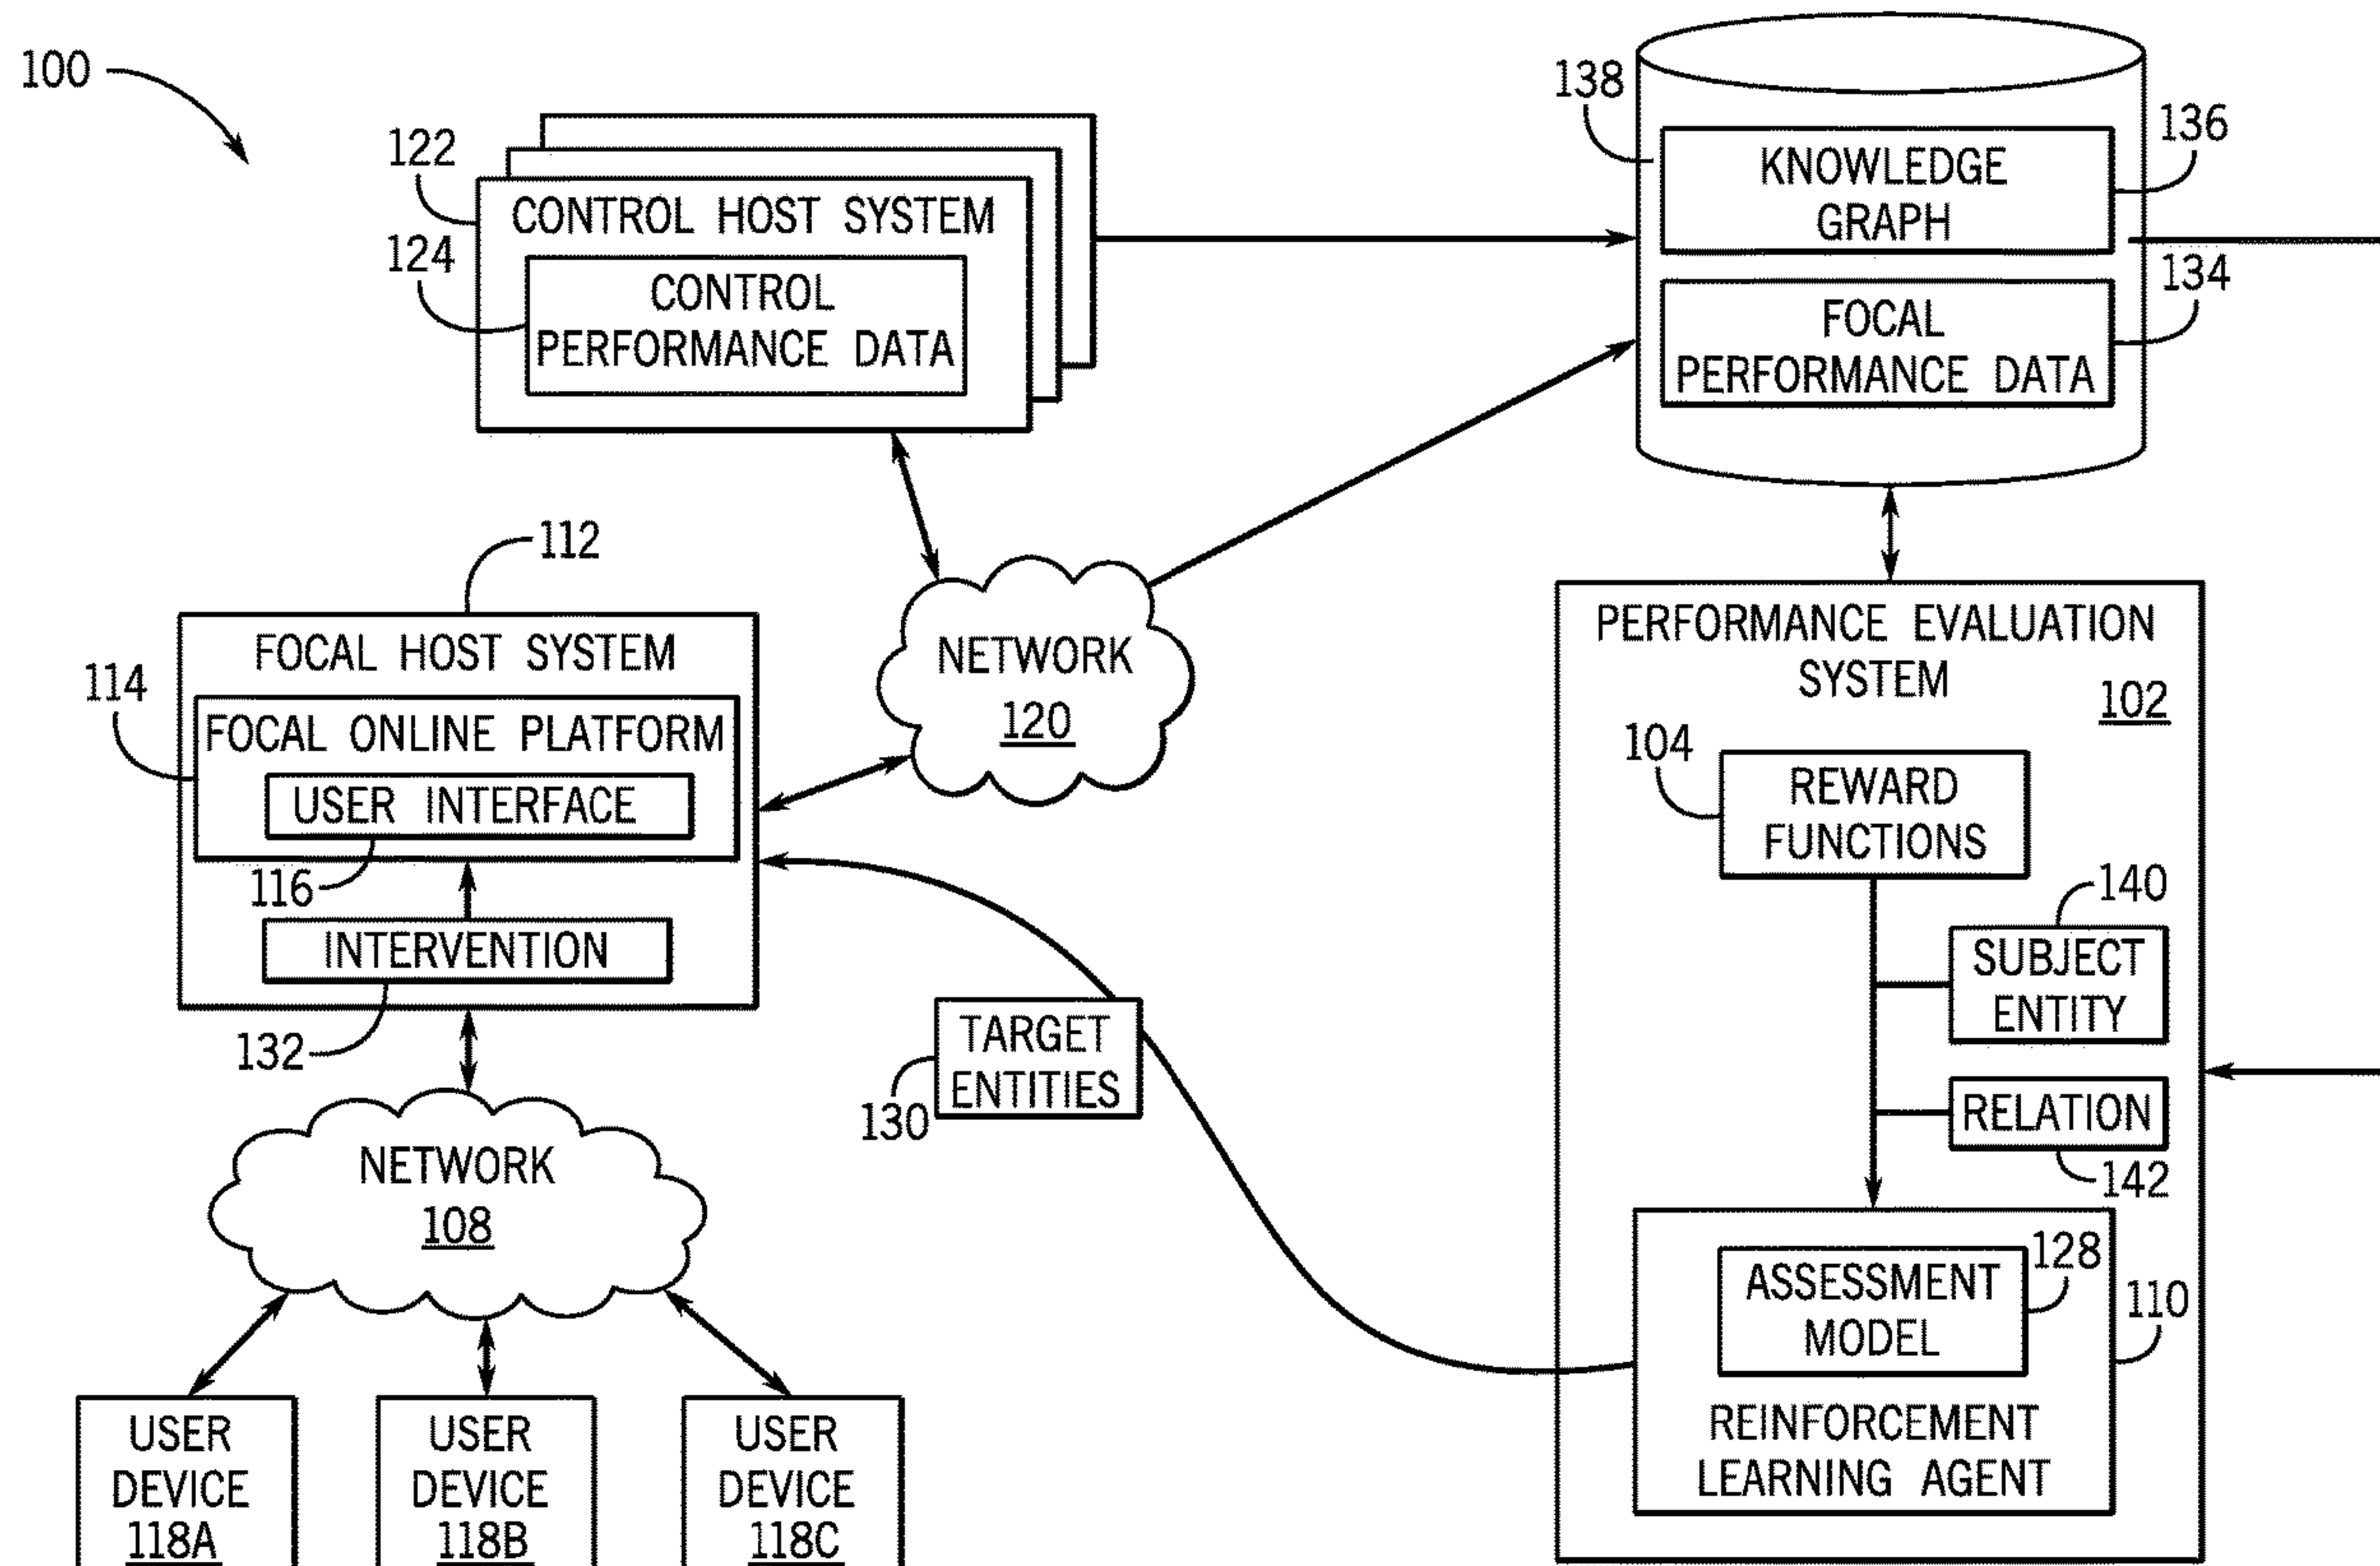 100
122
CONTROL HOST SYSTEM
124
CONTROL
PERFORMANCE DATA
138
KNOWLEDGE
GRAPH
136
FOCAL
PERFORMANCE DATA
134
112
FOCAL HOST SYSTEM
114
FOCAL ONLINE PLATFORM
USER INTERFACE
116
INTERVENTION
132
NETWORK
120
PERFORMANCE EVALUATION
SYSTEM
102
104
REWARD
FUNCTIONS
140
SUBJECT
ENTITY
RELATION
142
TARGET
ENTITIES
130
NETWORK
108
ASSESSMENT
MODEL
128
110
REINFORCEMENT
LEARNING AGENT
USER
DEVICE
118A
USER
DEVICE
118B
USER
DEVICE
118C